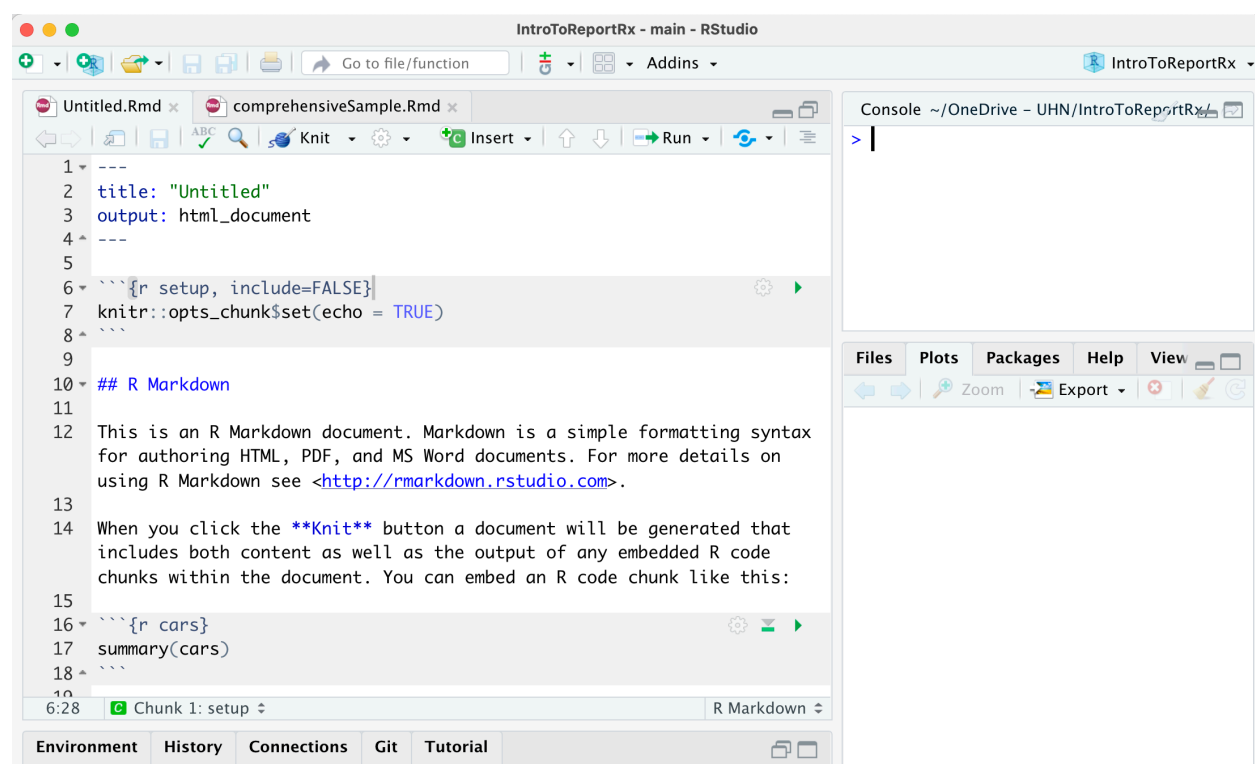 IntroToReportRx - main - RStudio
Go to file/function
Addins
IntroToReportRx
Untitled.Rmd
comprehensiveSample.Rmd
ABC
Knit
Insert
Run
1 ---
2 title: "Untitled"
3 output: html_document
4 ---
5
6 ```{r setup, include=FALSE}
7 knitr::opts_chunk$set(echo = TRUE)
8 ```
9
10 ## R Markdown
11
12 This is an R Markdown document. Markdown is a simple formatting syntax
for authoring HTML, PDF, and MS Word documents. For more details on
using R Markdown see <http://rmarkdown.rstudio.com>.
13
14 When you click the **Knit** button a document will be generated that
includes both content as well as the output of any embedded R code
chunks within the document. You can embed an R code chunk like this:
15
16 ```{r cars}
17 summary(cars)
18 ```
19
6:28 C Chunk 1: setup R Markdown
Environment History Connections Git Tutorial
Console ~/OneDrive – UHN/IntroToReportRx/
>
Files Plots Packages Help View
Zoom Export